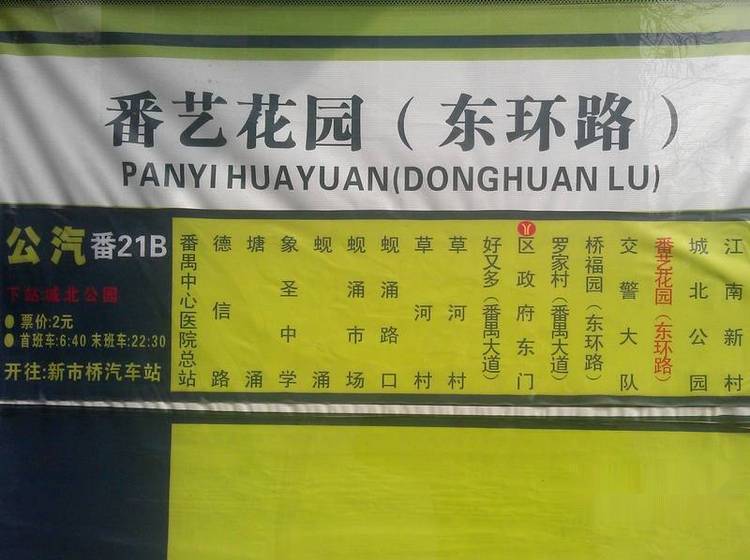 番艺花园（东环路）
PANYI HUAYUAN(DONGHUAN LU)
公汽 番21B
下站:城北公园
● 票价:2元
● 首班车:6:40 末班车:22:30
开往:新市桥汽车站
番禺中心医院总站
德信路
塘涌
象圣中学
蚬涌
蚬涌市场
蚬涌路口
草河村
草河村
好又多（番禺大道）
区政府东门
罗家村（番禺大道）
桥福园（东环路）
交警大队
番艺花园（东环路）
城北公园
江南新村